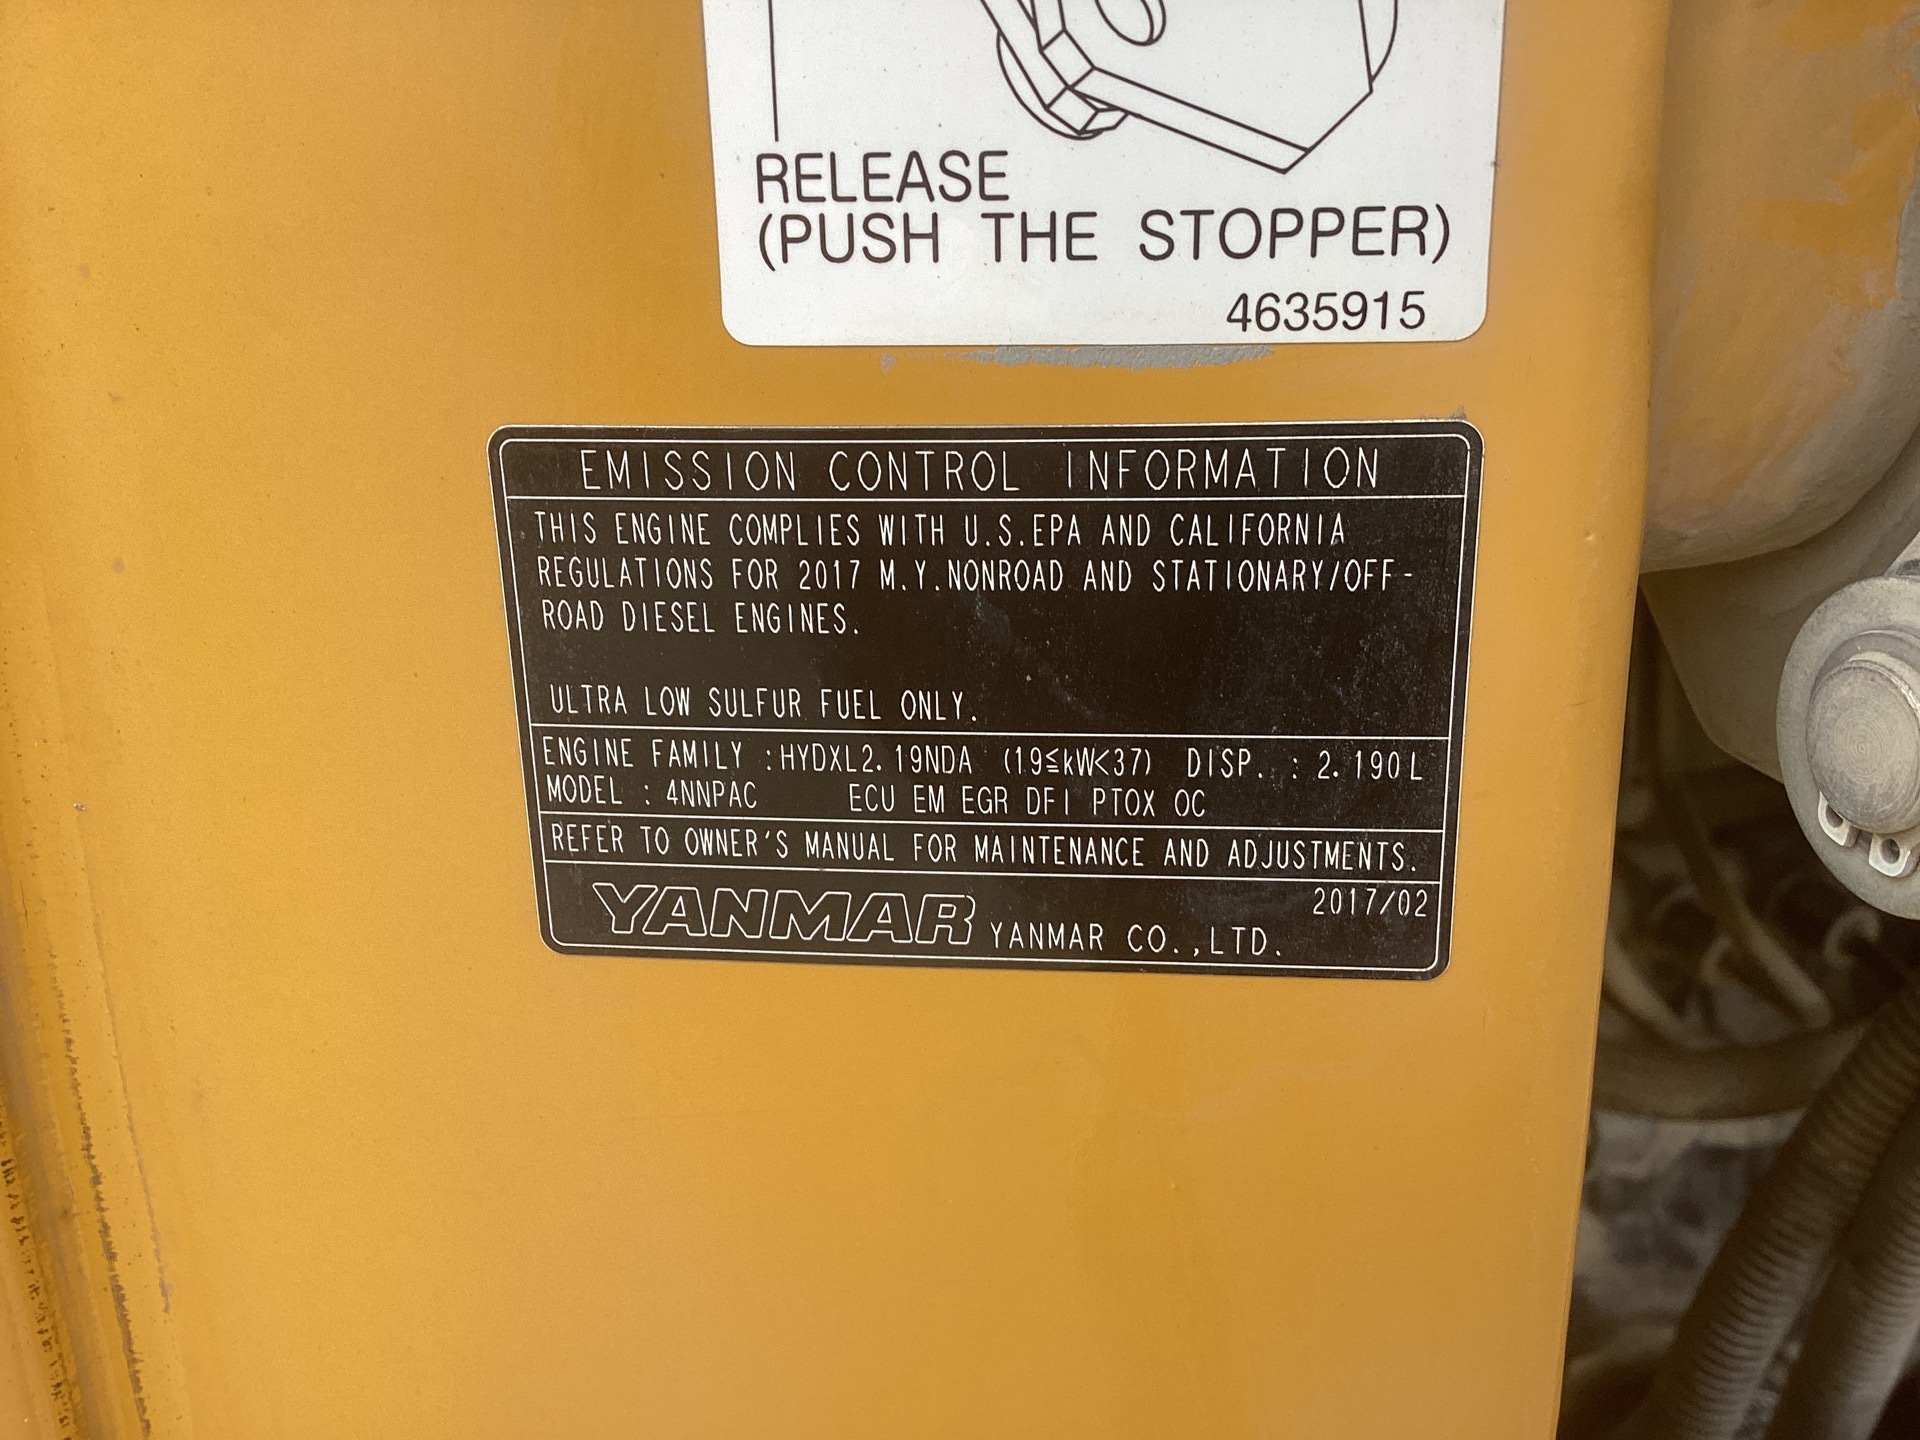 RELEASE
(PUSH THE STOPPER)
4635915
EMISSION CONTROL INFORMATION
THIS ENGINE COMPLIES WITH U.S.EPA AND CALIFORNIA
REGULATIONS FOR 2017 M.Y.NONROAD AND STATIONARY/OFF-
ROAD DIESEL ENGINES.
ULTRA LOW SULFUR FUEL ONLY.
ENGINE FAMILY :HYDXL2.19NDA (19≦kW<37) DISP. : 2.190L
MODEL : 4NNPAC ECU EM EGR DFI PTOX OC
REFER TO OWNER'S MANUAL FOR MAINTENANCE AND ADJUSTMENTS.
2017/02
YANMAR YANMAR CO.,LTD.